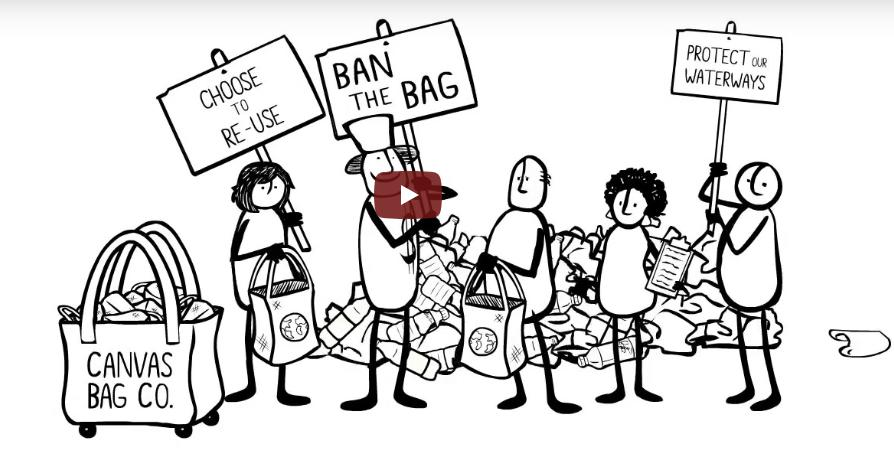 CHOOSE
TO
RE-USE
BAN
THE BAG
PROTECT OUR
WATERWAYS
CANVAS
BAG CO.